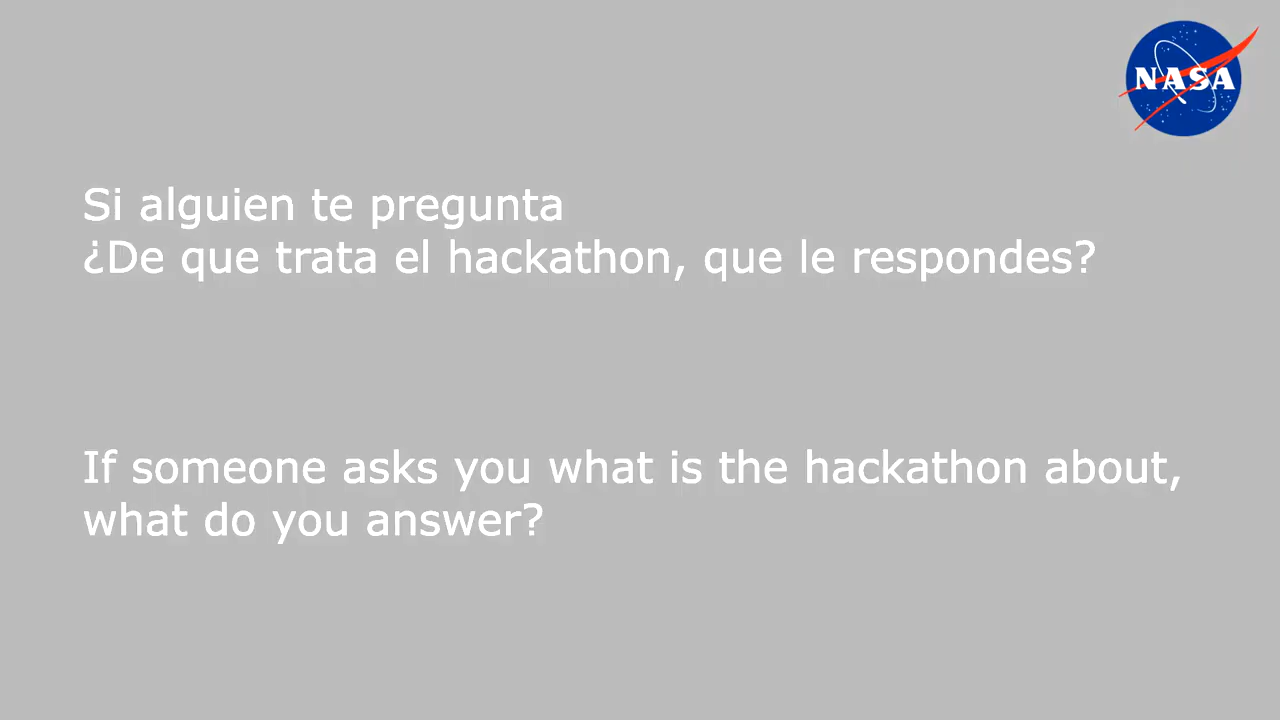 NASA
Si alguien te pregunta
¿De que trata el hackathon, que le respondes?
If someone asks you what is the hackathon about,
what do you answer?